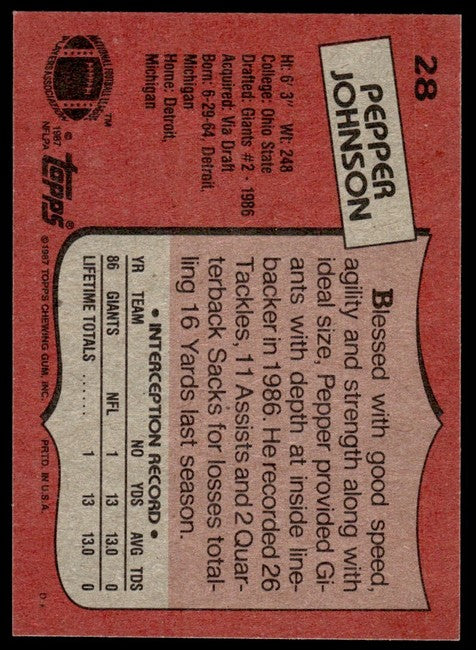 28
PEPPER
JOHNSON
Ht: 6' 3" Wt: 248
College: Ohio State
Drafted: Giants #2 - 1986
Acquired: Via Draft
Born: 6-29-64 Detroit,
Michigan
Home: Detroit,
Michigan
™
© 1987
NFLPA
topps®
Blessed with good speed,
agility and strength along with
ideal size, Pepper provided Gi-
ants with depth at inside line-
backer in 1986. He recorded 26
Tackles, 11 Assists and 2 Quar-
terback Sacks for losses total-
ling 16 Yards last season.
• INTERCEPTION RECORD •
YR TEAM NO YDS AVG TDS
NFL
86 GIANTS 1 13 13.0 0
LIFETIME TOTALS ...... 1 13 13.0 0
©1987 TOPPS CHEWING GUM, INC. PRTD. IN U.S.A.